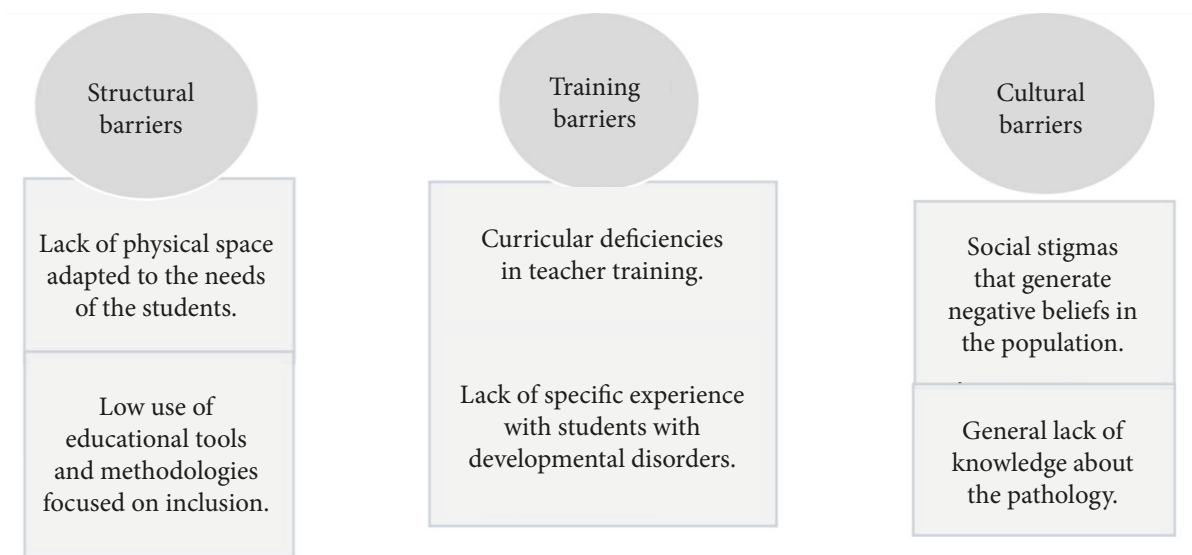 Structural
barriers
Lack of physical space
adapted to the needs
of the students.
Low use of
educational tools
and methodologies
focused on inclusion.
Training
barriers
Curricular deficiencies
in teacher training.
Lack of specific experience
with students with
developmental disorders.
Cultural
barriers
Social stigmas
that generate
negative beliefs in
the population.
General lack of
knowledge about
the pathology.